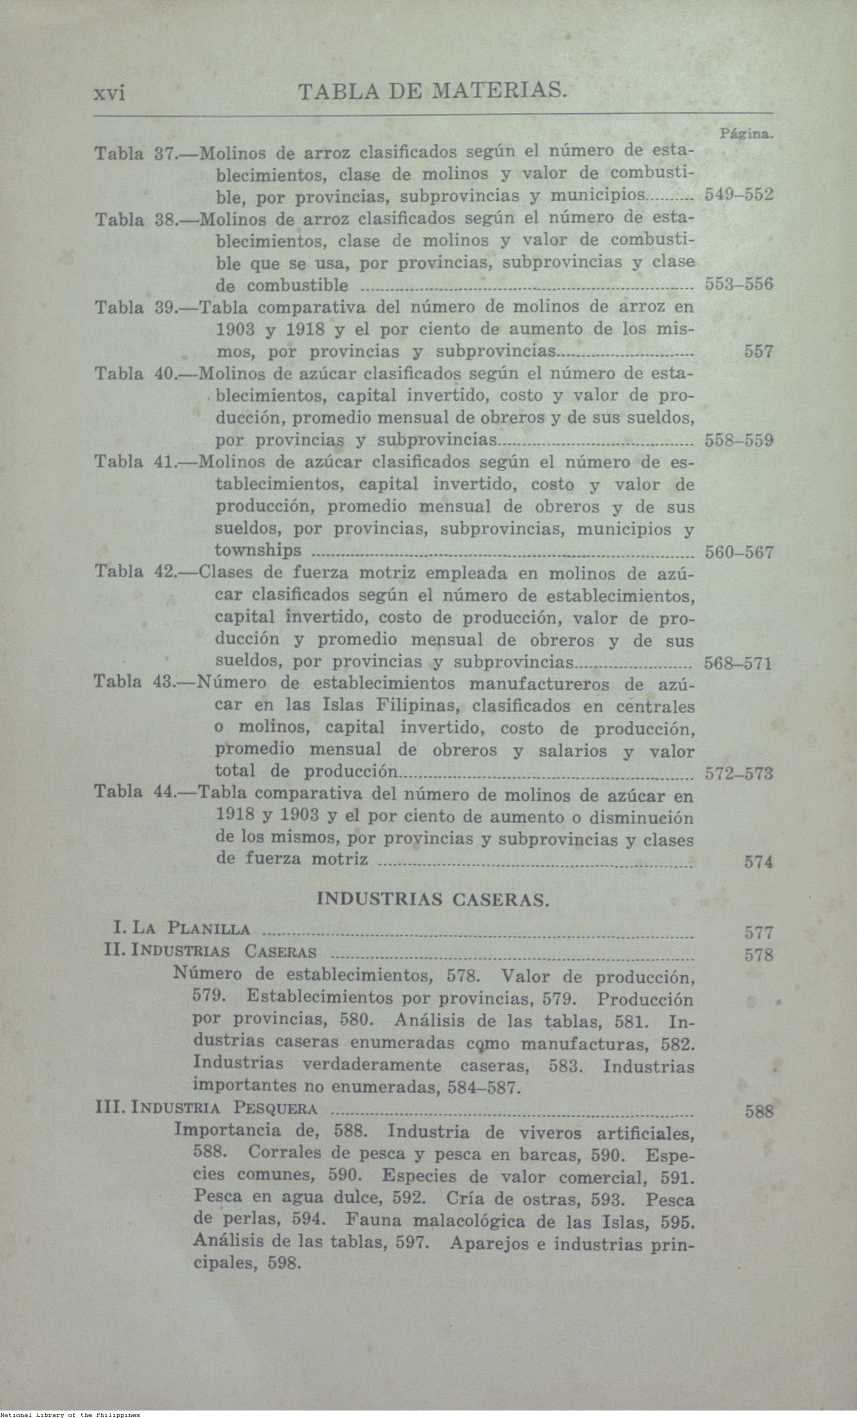 xvi TABLA DE MATERIAS.
Página.
Tabla 37.—Molinos de arroz clasificados según el número de esta-
blecimientos, clase de molinos y valor de combusti-
ble, por provincias, subprovincias y municipios.......... 549–552
Tabla 38.—Molinos de arroz clasificados según el número de esta-
blecimientos, clase de molinos y valor de combusti-
ble que se usa, por provincias, subprovincias y clase
de combustible .......... 553–556
Tabla 39.—Tabla comparativa del número de molinos de arroz en
1903 y 1918 y el por ciento de aumento de los mis-
mos, por provincias y subprovincias.......... 557
Tabla 40.—Molinos de azúcar clasificados según el número de esta-
blecimientos, capital invertido, costo y valor de pro-
ducción, promedio mensual de obreros y de sus sueldos,
por provincias y subprovincias.......... 558–559
Tabla 41.—Molinos de azúcar clasificados según el número de es-
tablecimientos, capital invertido, costo y valor de
producción, promedio mensual de obreros y de sus
sueldos, por provincias, subprovincias, municipios y
townships .......... 560–567
Tabla 42.—Clases de fuerza motriz empleada en molinos de azú-
car clasificados según el número de establecimientos,
capital invertido, costo de producción, valor de pro-
ducción y promedio mensual de obreros y de sus
sueldos, por provincias y subprovincias.......... 568–571
Tabla 43.—Número de establecimientos manufactureros de azú-
car en las Islas Filipinas, clasificados en centrales
o molinos, capital invertido, costo de producción,
promedio mensual de obreros y salarios y valor
total de producción.......... 572–573
Tabla 44.—Tabla comparativa del número de molinos de azúcar en
1918 y 1903 y el por ciento de aumento o disminución
de los mismos, por provincias y subprovincias y clases
de fuerza motriz .......... 574
INDUSTRIAS CASERAS.
I. LA PLANILLA .......... 577
II. INDUSTRIAS CASERAS .......... 578
Número de establecimientos, 578. Valor de producción,
579. Establecimientos por provincias, 579. Producción
por provincias, 580. Análisis de las tablas, 581. In-
dustrias caseras enumeradas como manufacturas, 582.
Industrias verdaderamente caseras, 583. Industrias
importantes no enumeradas, 584–587.
III. INDUSTRIA PESQUERA .......... 588
Importancia de, 588. Industria de viveros artificiales,
588. Corrales de pesca y pesca en barcas, 590. Espe-
cies comunes, 590. Especies de valor comercial, 591.
Pesca en agua dulce, 592. Cría de ostras, 593. Pesca
de perlas, 594. Fauna malacológica de las Islas, 595.
Análisis de las tablas, 597. Aparejos e industrias prin-
cipales, 598.
National Library of the Philippines